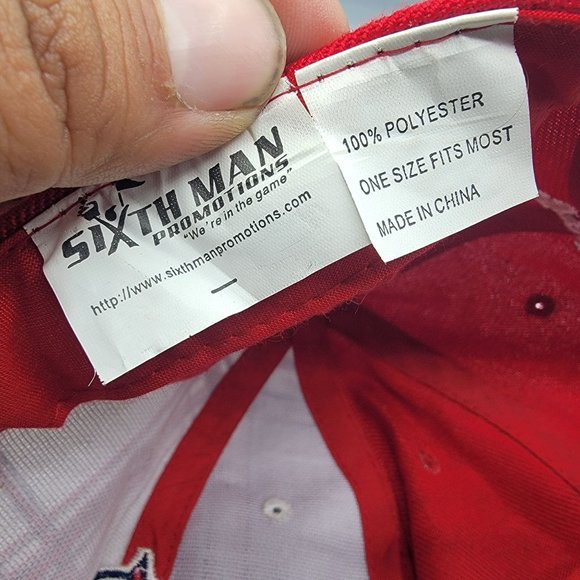 SIXTH MAN
PROMOTIONS
"We're in the game"
http://www.sixthmanpromotions.com
100% POLYESTER
ONE SIZE FITS MOST
MADE IN CHINA